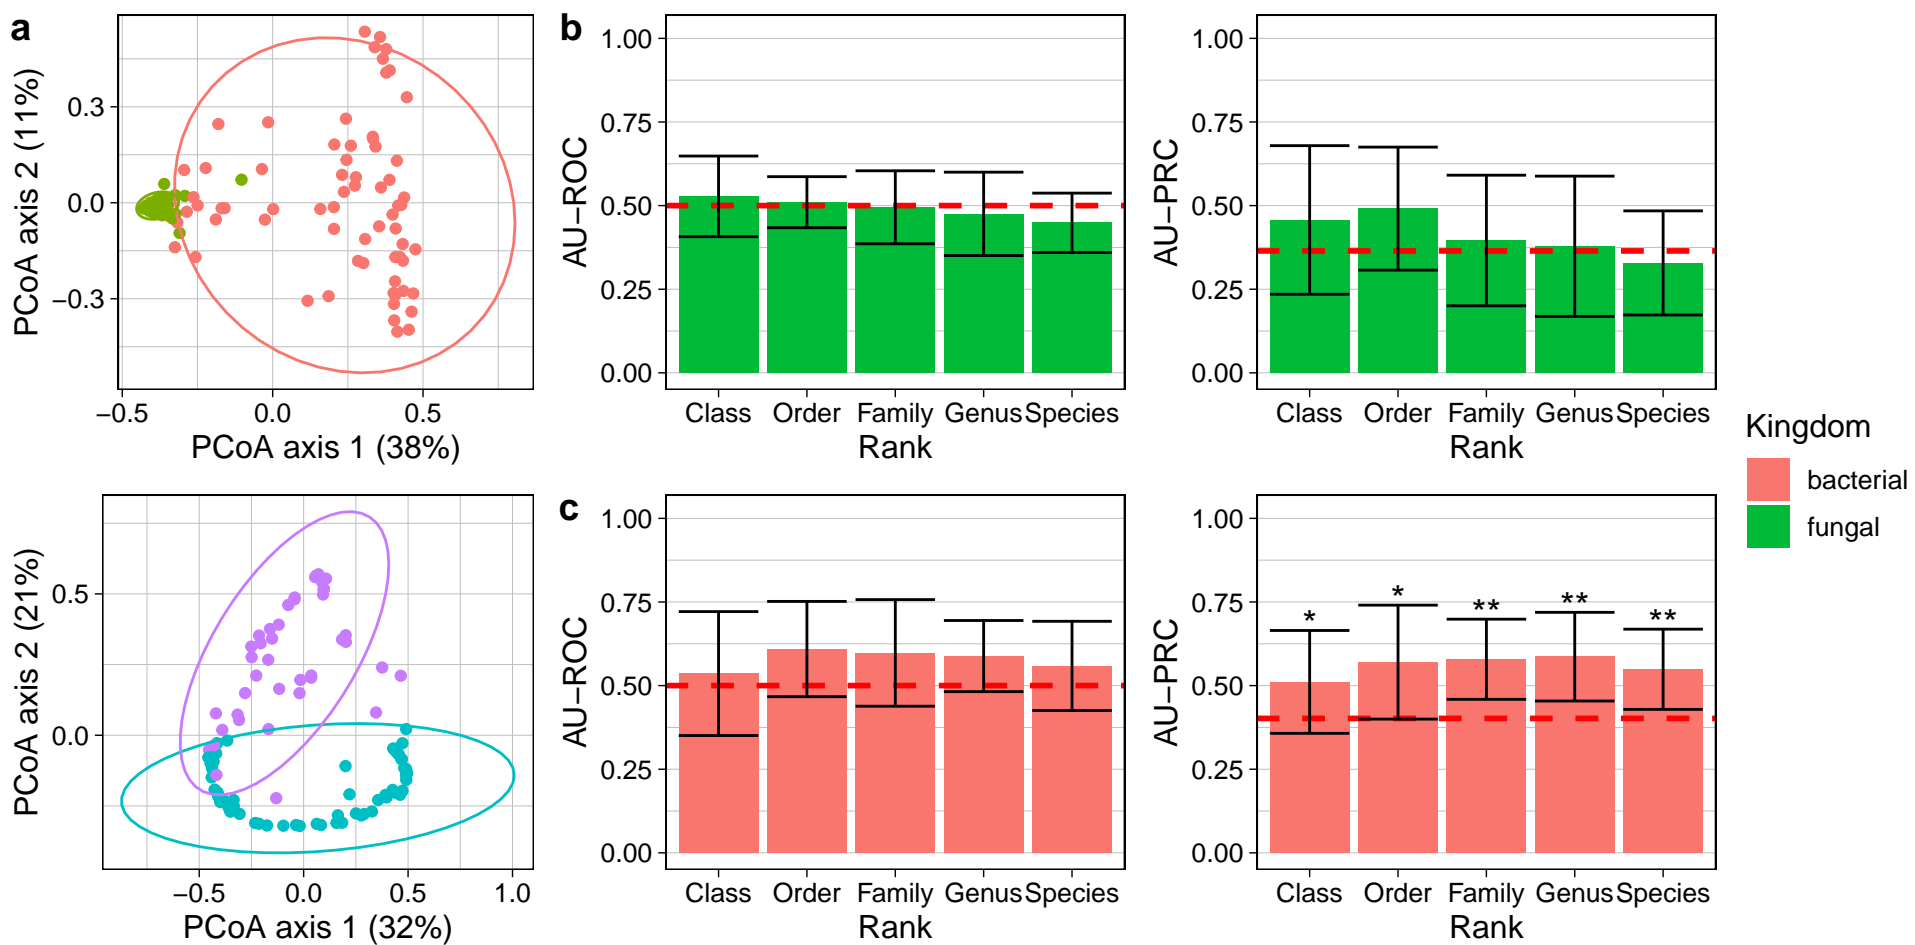 a
PCoA axis 2 (11%)
0.3
0.0
−0.3
−0.5 0.0 0.5
PCoA axis 1 (38%)
PCoA axis 2 (21%)
0.5
0.0
−0.5 0.0 0.5 1.0
PCoA axis 1 (32%)
b
AU−ROC
1.00
0.75
0.50
0.25
0.00
Class Order Family Genus Species
Rank
AU−PRC
1.00
0.75
0.50
0.25
0.00
Class Order Family Genus Species
Rank
c
AU−ROC
1.00
0.75
0.50
0.25
0.00
Class Order Family Genus Species
Rank
AU−PRC
1.00
0.75
0.50
0.25
0.00
* * ** ** **
Class Order Family Genus Species
Rank
Kingdom
bacterial
fungal